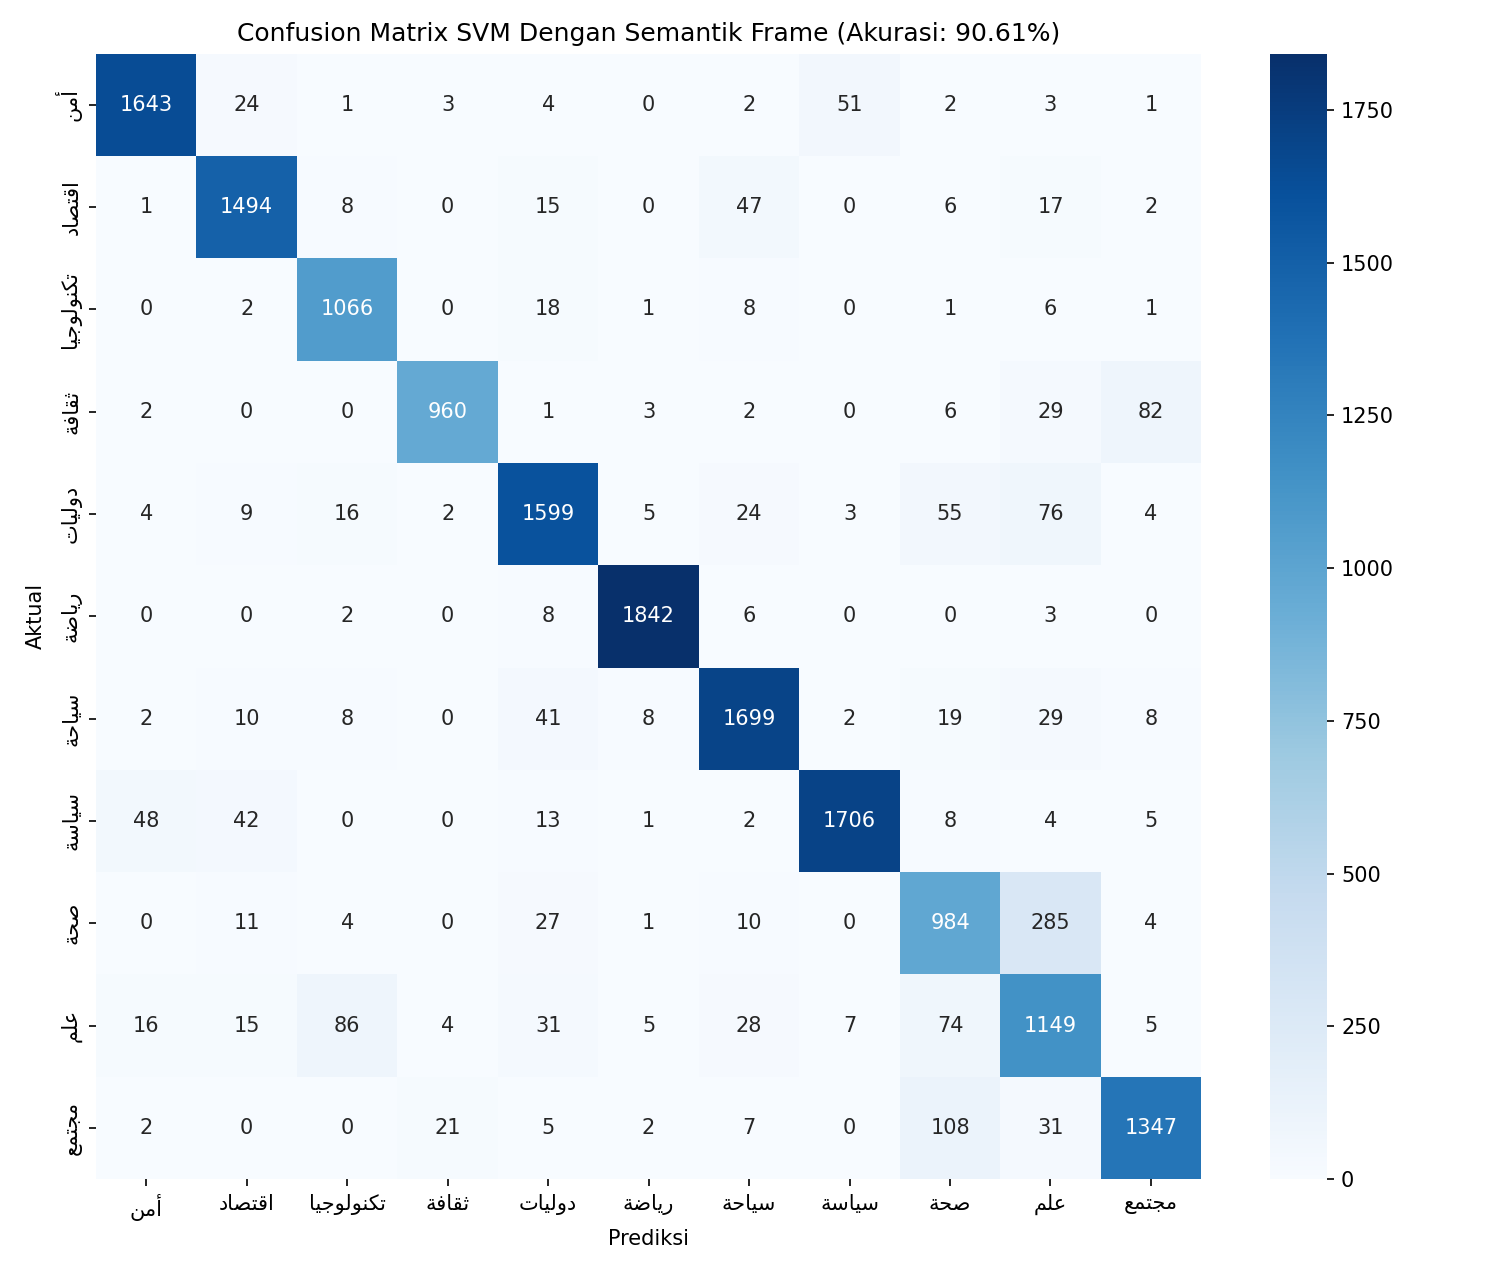 Confusion Matrix SVM Dengan Semantik Frame (Akurasi: 90.61%)
أمن 1643 24 1 3 4 0 2 51 2 3 1
اقتصاد 1 1494 8 0 15 0 47 0 6 17 2
تكنولوجيا 0 2 1066 0 18 1 8 0 1 6 1
ثقافة 2 0 0 960 1 3 2 0 6 29 82
دوليات 4 9 16 2 1599 5 24 3 55 76 4
رياضة 0 0 2 0 8 1842 6 0 0 3 0
سياحة 2 10 8 0 41 8 1699 2 19 29 8
سياسة 48 42 0 0 13 1 2 1706 8 4 5
صحة 0 11 4 0 27 1 10 0 984 285 4
علم 16 15 86 4 31 5 28 7 74 1149 5
مجتمع 2 0 0 21 5 2 7 0 108 31 1347
أمن اقتصاد تكنولوجيا ثقافة دوليات رياضة سياحة سياسة صحة علم مجتمع
Prediksi
Aktual
1750
1500
1250
1000
750
500
250
0